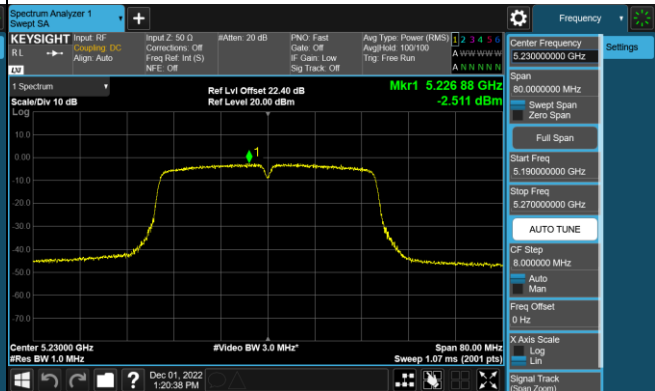 Spectrum Analyzer 1
Swept SA
Frequency
KEYSIGHT
Input: RF
Input Z: 50 Ω
#Atten: 20 dB
PNO: Fast
Avg Type: Power (RMS)
1 2 3 4 5 6
R L
Coupling: DC
Corrections: Off
Gate: Off
Avg|Hold: 100/100
A W W W W W
Align: Auto
Freq Ref: Int (S)
IF Gain: Low
Trig: Free Run
NFE: Off
Sig Track: Off
A N N N N N
LXI
1 Spectrum
Ref Lvl Offset 22.40 dB
Mkr1 5.226 88 GHz
Scale/Div 10 dB
Ref Level 20.00 dBm
-2.511 dBm
Log
10.0
0.00
-10.0
-20.0
-30.0
-40.0
-50.0
-60.0
-70.0
1
Center 5.23000 GHz
#Video BW 3.0 MHz*
Span 80.00 MHz
#Res BW 1.0 MHz
Sweep 1.07 ms (2001 pts)
Dec 01, 2022
1:20:38 PM
?
Center Frequency
5.230000000 GHz
Settings
Span
80.0000000 MHz
Swept Span
Zero Span
Full Span
Start Freq
5.190000000 GHz
Stop Freq
5.270000000 GHz
AUTO TUNE
CF Step
8.000000 MHz
Auto
Man
Freq Offset
0 Hz
X Axis Scale
Log
Lin
Signal Track
(Span Zoom)